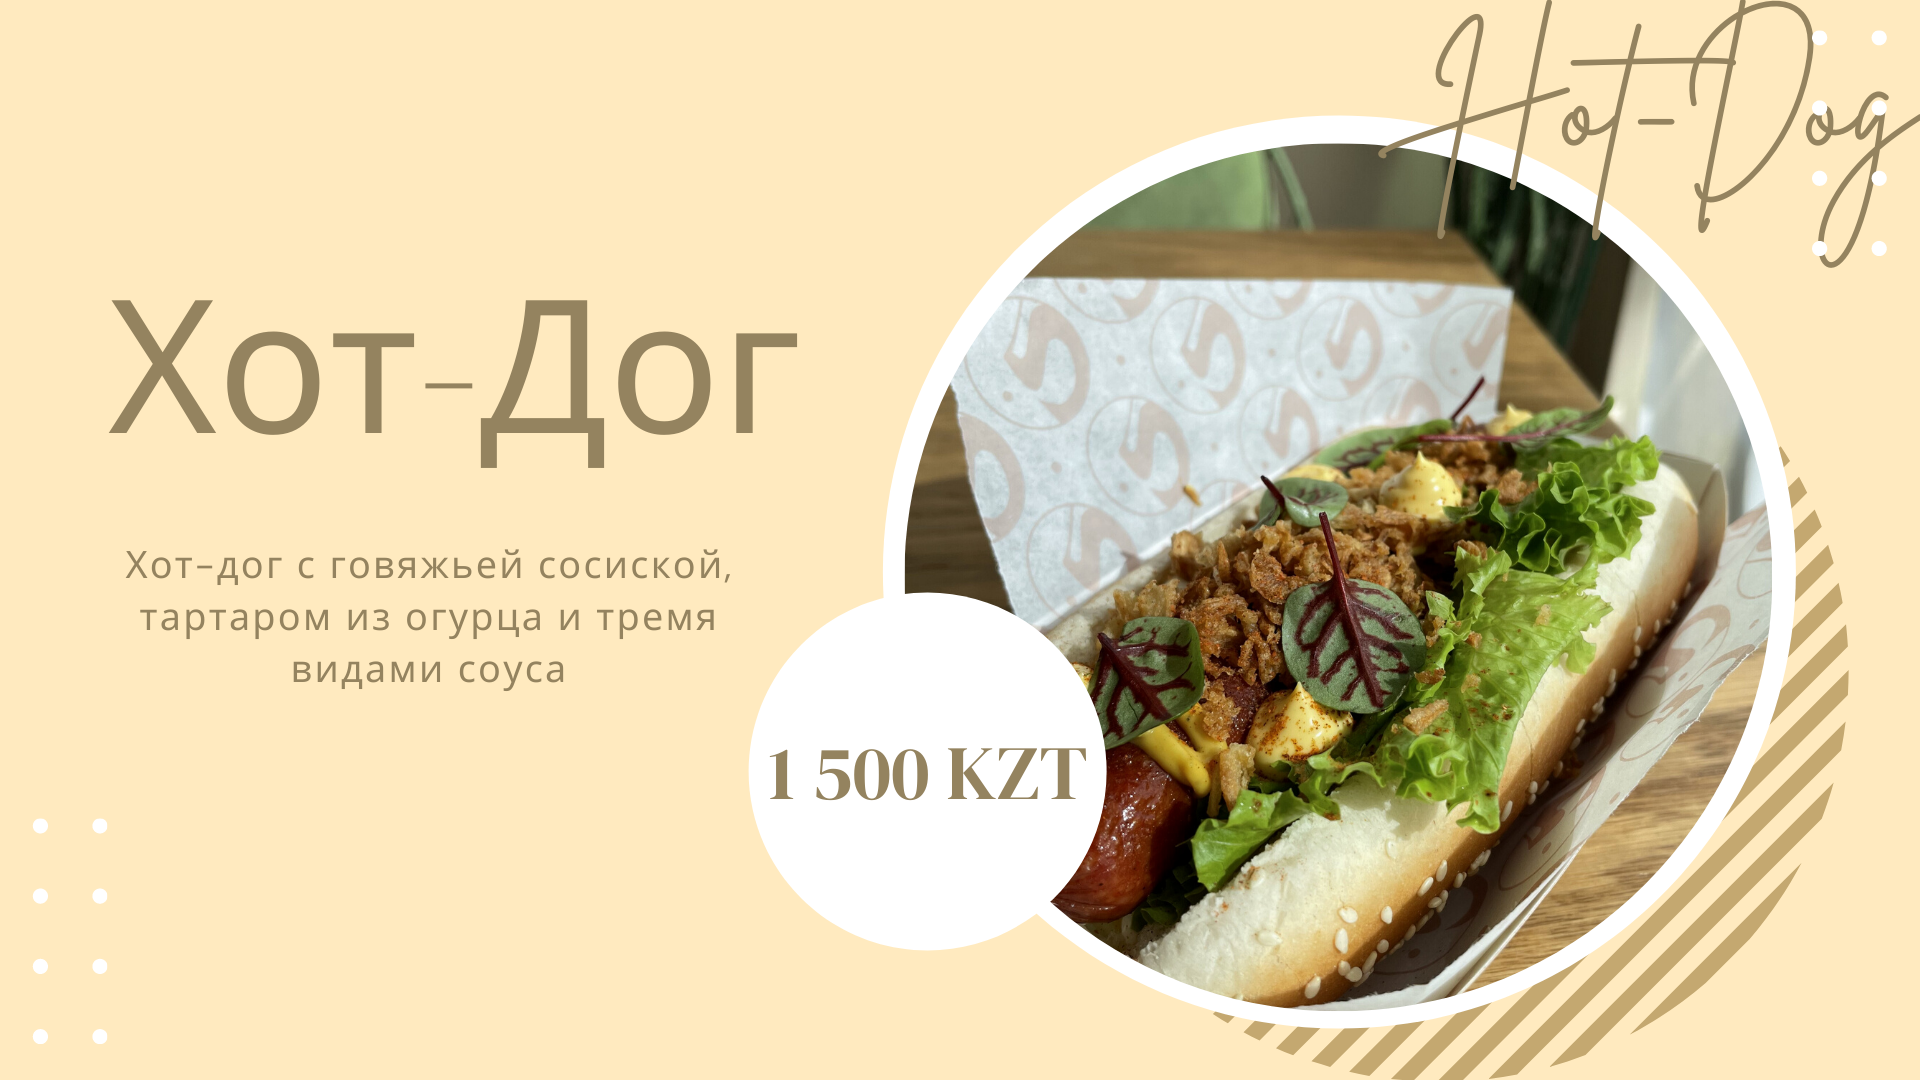 Hot-Dog
Хот-Дог
Хот-дог с говяжьей сосиской,
тартаром из огурца и тремя
видами соуса
1 500 KZT